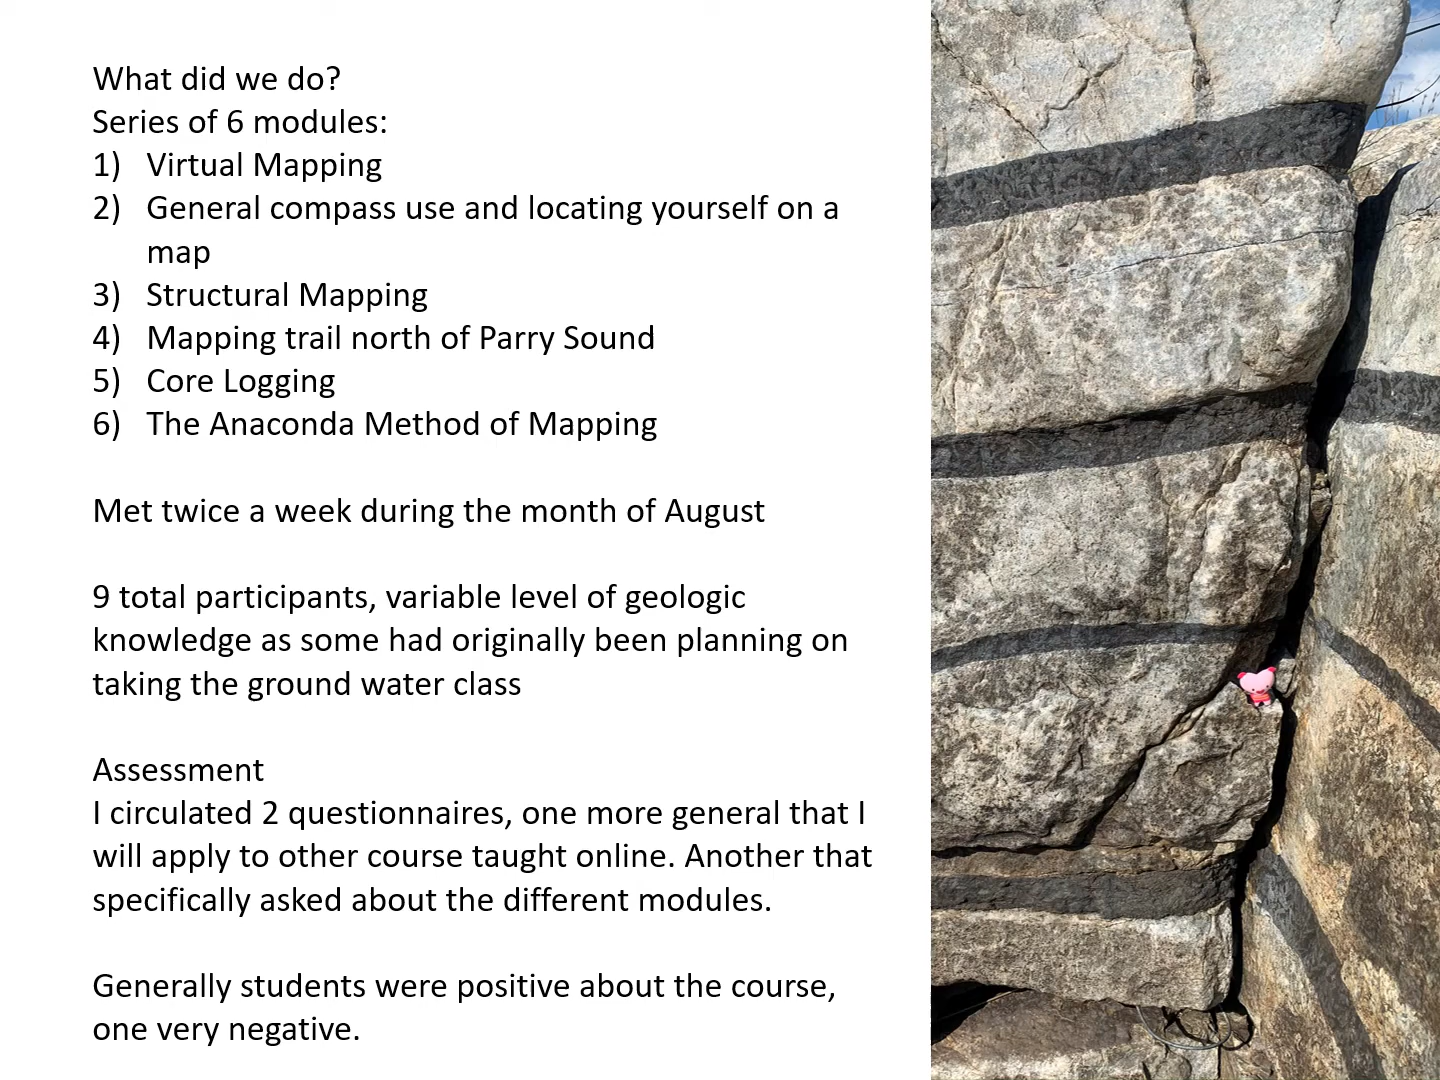 What did we do?
Series of 6 modules:
1) Virtual Mapping
2) General compass use and locating yourself on a
map
3) Structural Mapping
4) Mapping trail north of Parry Sound
5) Core Logging
6) The Anaconda Method of Mapping
Met twice a week during the month of August
9 total participants, variable level of geologic
knowledge as some had originally been planning on
taking the ground water class
Assessment
I circulated 2 questionnaires, one more general that I
will apply to other course taught online. Another that
specifically asked about the different modules.
Generally students were positive about the course,
one very negative.